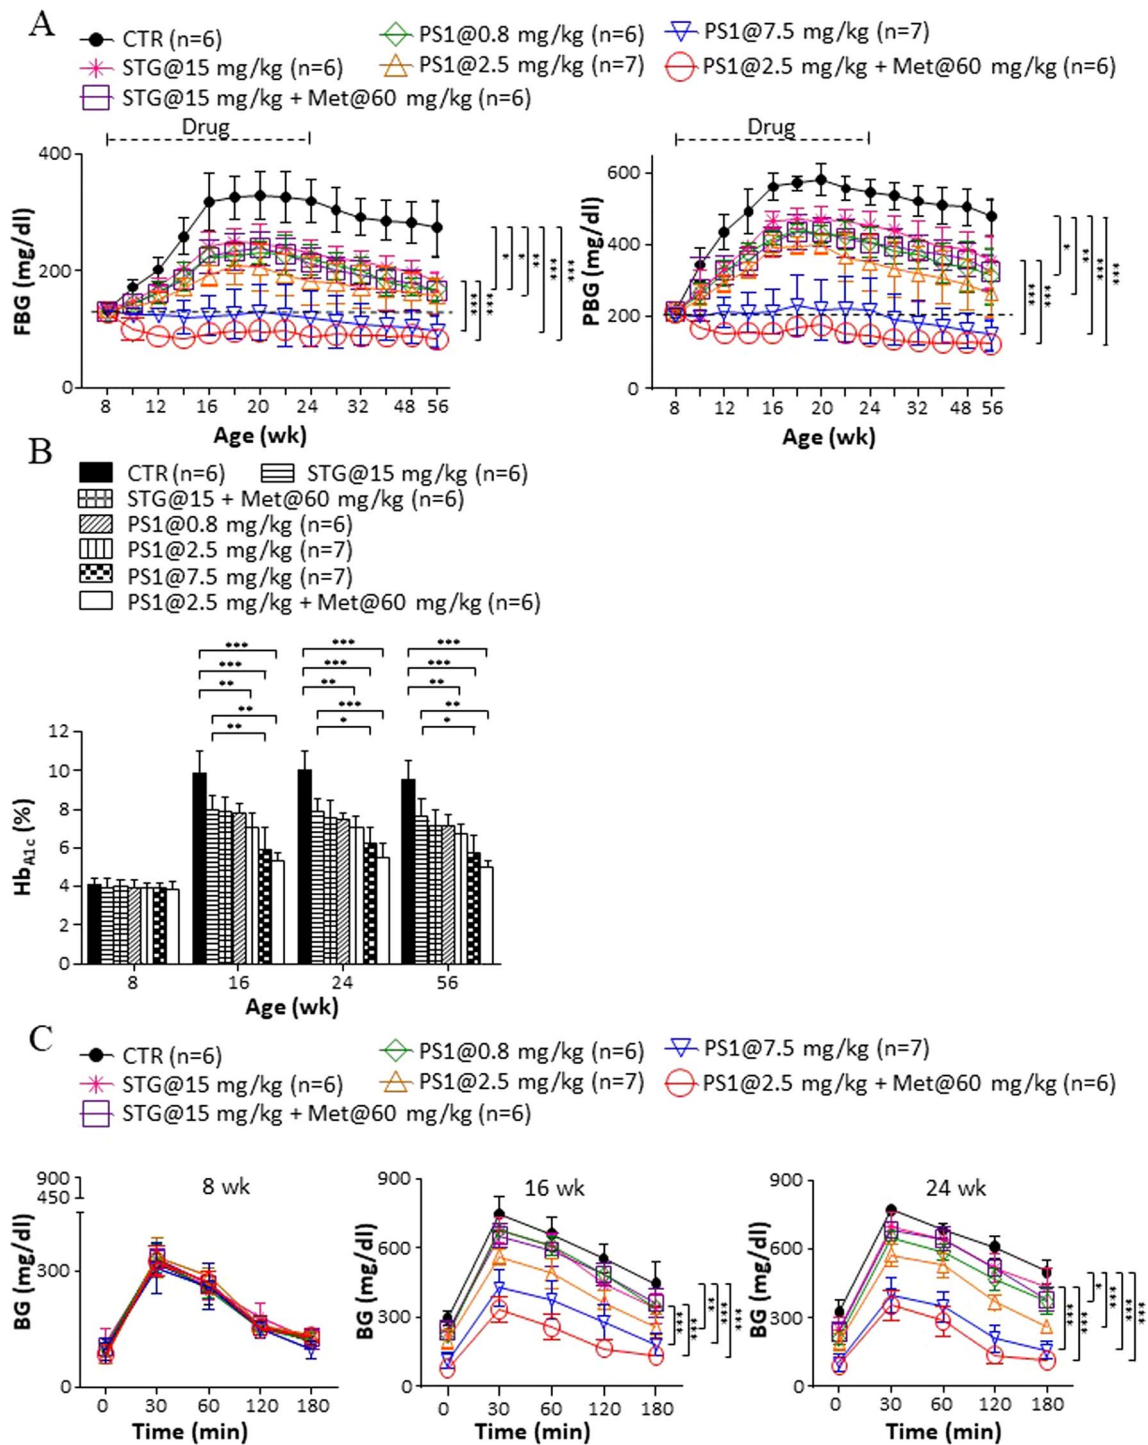 A
CTR (n=6)
PS1@0.8 mg/kg (n=6)
PS1@7.5 mg/kg (n=7)
STG@15 mg/kg (n=6)
PS1@2.5 mg/kg (n=7)
PS1@2.5 mg/kg + Met@60 mg/kg (n=6)
STG@15 mg/kg + Met@60 mg/kg (n=6)
Drug
400
200
0
FBG (mg/dl)
8 12 16 20 24 32 48 56
Age (wk)
* * ** ***
*** ***
Drug
600
400
200
0
PBG (mg/dl)
8 12 16 20 24 32 48 56
Age (wk)
* ** ** *** ***
*** ***
B
CTR (n=6)
STG@15 mg/kg (n=6)
STG@15 + Met@60 mg/kg (n=6)
PS1@0.8 mg/kg (n=6)
PS1@2.5 mg/kg (n=7)
PS1@7.5 mg/kg (n=7)
PS1@2.5 mg/kg + Met@60 mg/kg (n=6)
*** *** ***
*** *** ***
** ** **
** *** **
** * *
12
10
8
6
4
2
0
HbA1c (%)
8 16 24 56
Age (wk)
C
CTR (n=6)
PS1@0.8 mg/kg (n=6)
PS1@7.5 mg/kg (n=7)
STG@15 mg/kg (n=6)
PS1@2.5 mg/kg (n=7)
PS1@2.5 mg/kg + Met@60 mg/kg (n=6)
STG@15 mg/kg + Met@60 mg/kg (n=6)
8 wk
900
450
300
0
BG (mg/dl)
0 30 60 120 180
Time (min)
16 wk
900
600
300
0
BG (mg/dl)
0 30 60 120 180
Time (min)
*** *** ** *** ***
24 wk
900
600
300
0
BG (mg/dl)
0 30 60 120 180
Time (min)
*** *** * *** *** ***